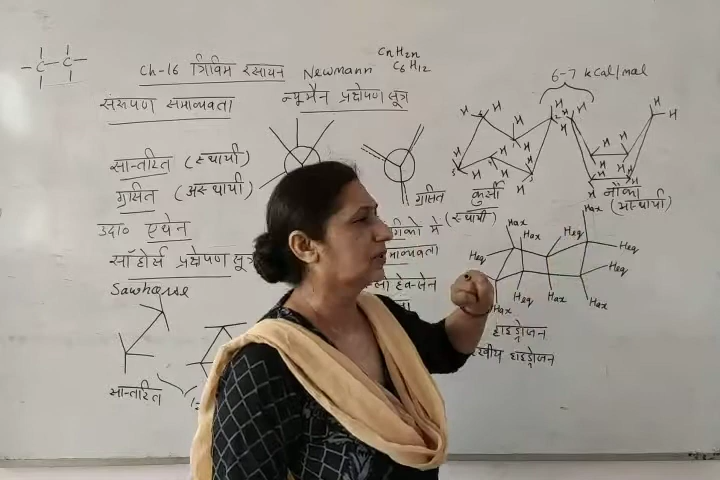 -C-C-
Ch-16 त्रिविम रसायन
CnH2n
C6H12
Newmann
6-7 kCal/mol
सरूपण समावयवता
न्यूमैन प्रक्षेपण सूत्र
सान्तरित (स्थायी)
ग्रसित (अस्थायी)
ग्रसित
कुर्सी
(स्थायी)
नौका
H H H H H H H H H H H H H H H H
उदा० एथेन
सॉहोर्स प्रक्षेपण सूत्र
Sawhorse
सान्तरित
Hax Hax Hax
Heq Heq Heq Heq
Hax Heq Hax Hax
हाइड्रोजन
हाइड्रोजन